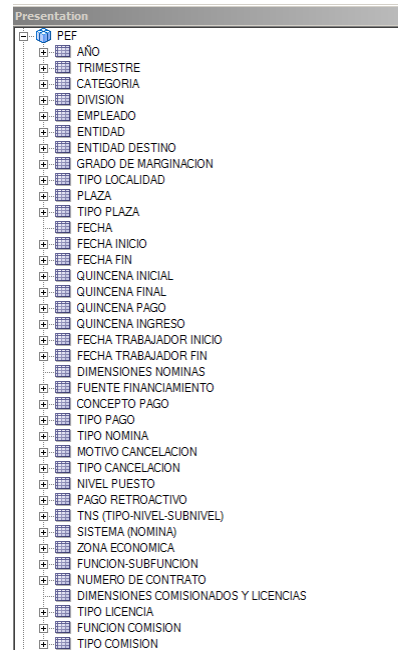 Presentation
PEF
AÑO
TRIMESTRE
CATEGORIA
DIVISION
EMPLEADO
ENTIDAD
ENTIDAD DESTINO
GRADO DE MARGINACION
TIPO LOCALIDAD
PLAZA
TIPO PLAZA
FECHA
FECHA INICIO
FECHA FIN
QUINCENA INICIAL
QUINCENA FINAL
QUINCENA PAGO
QUINCENA INGRESO
FECHA TRABAJADOR INICIO
FECHA TRABAJADOR FIN
DIMENSIONES NOMINAS
FUENTE FINANCIAMIENTO
CONCEPTO PAGO
TIPO PAGO
TIPO NOMINA
MOTIVO CANCELACION
TIPO CANCELACION
NIVEL PUESTO
PAGO RETROACTIVO
TNS (TIPO-NIVEL-SUBNIVEL)
SISTEMA (NOMINA)
ZONA ECONOMICA
FUNCION-SUBFUNCION
NUMERO DE CONTRATO
DIMENSIONES COMISIONADOS Y LICENCIAS
TIPO LICENCIA
FUNCION COMISION
TIPO COMISION